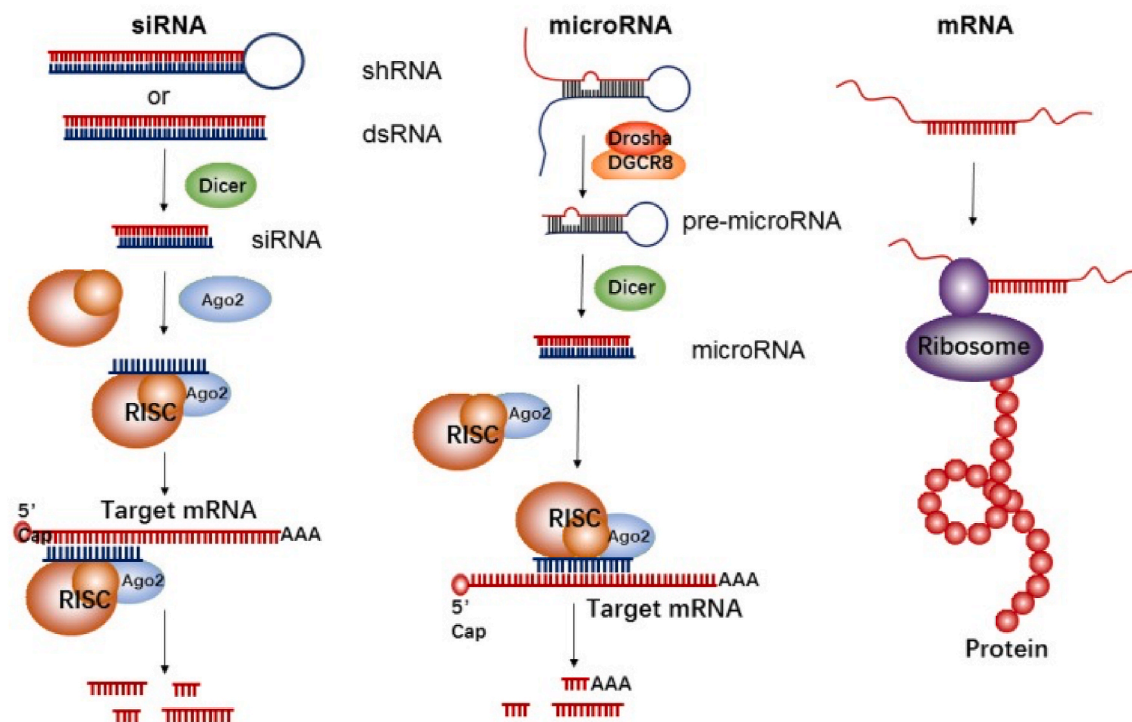 siRNA
shRNA
or
dsRNA
Dicer
siRNA
Ago2
RISC
Ago2
Target mRNA
5’
Cap
AAA
RISC
Ago2
microRNA
Drosha
DGCR8
pre-microRNA
Dicer
microRNA
RISC
Ago2
RISC
Ago2
AAA
5’
Cap
Target mRNA
AAA
mRNA
Ribosome
Protein